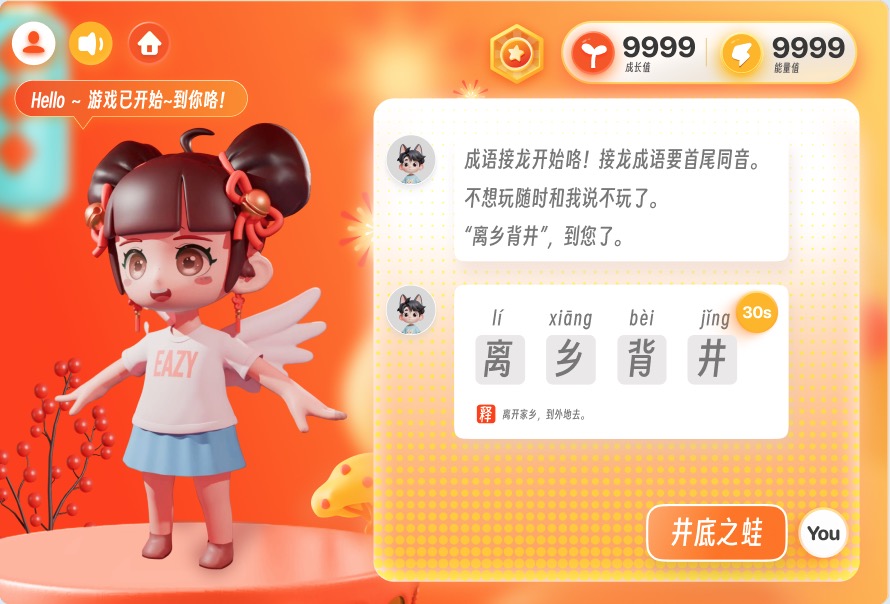 9999
成长值
9999
能量值
Hello ~ 游戏已开始~到你咯!
成语接龙开始咯! 接龙成语要首尾同音。
不想玩随时和我说不玩了。
“离乡背井”, 到您了。
30s
lí xiāng bèi jǐng
离 乡 背 井
释 离开家乡, 到外地去。
EAZY
井底之蛙
You